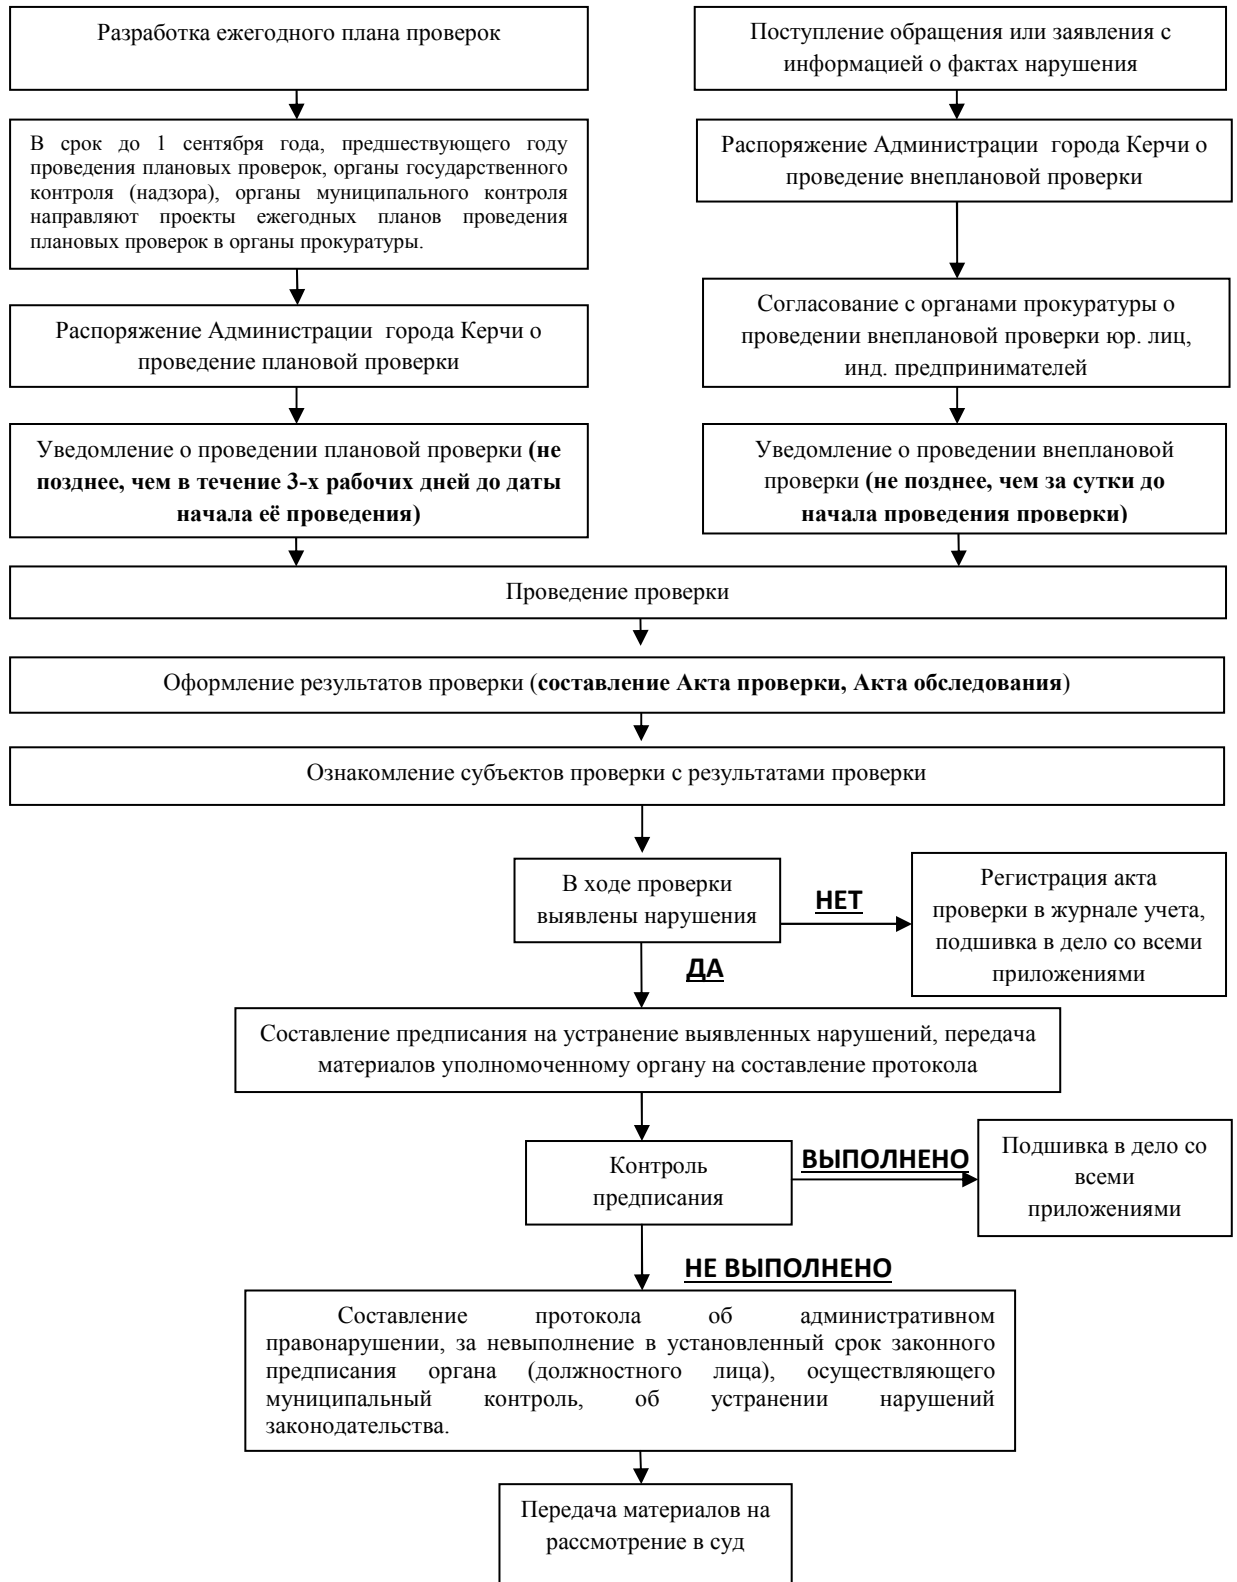 Разработка ежегодного плана проверок
Поступление обращения или заявления с
информацией о фактах нарушения
В срок до 1 сентября года, предшествующего году
проведения плановых проверок, органы государственного
контроля (надзора), органы муниципального контроля
направляют проекты ежегодных планов проведения
плановых проверок в органы прокуратуры.
Распоряжение Администрации города Керчи о
проведение внеплановой проверки
Распоряжение Администрации города Керчи о
проведение плановой проверки
Согласование с органами прокуратуры о
проведении внеплановой проверки юр. лиц,
инд. предпринимателей
Уведомление о проведении плановой проверки (не
позднее, чем в течение 3-х рабочих дней до даты
начала её проведения)
Уведомление о проведении внеплановой
проверки (не позднее, чем за сутки до
начала проведения проверки)
Проведение проверки
Оформление результатов проверки (составление Акта проверки, Акта обследования)
Ознакомление субъектов проверки с результатами проверки
В ходе проверки
выявлены нарушения
НЕТ
Регистрация акта
проверки в журнале учета,
подшивка в дело со всеми
приложениями
ДА
Составление предписания на устранение выявленных нарушений, передача
материалов уполномоченному органу на составление протокола
Контроль
предписания
ВЫПОЛНЕНО
Подшивка в дело со
всеми
приложениями
НЕ ВЫПОЛНЕНО
Составление протокола об административном
правонарушении, за невыполнение в установленный срок законного
предписания органа (должностного лица), осуществляющего
муниципальный контроль, об устранении нарушений
законодательства.
Передача материалов на
рассмотрение в суд